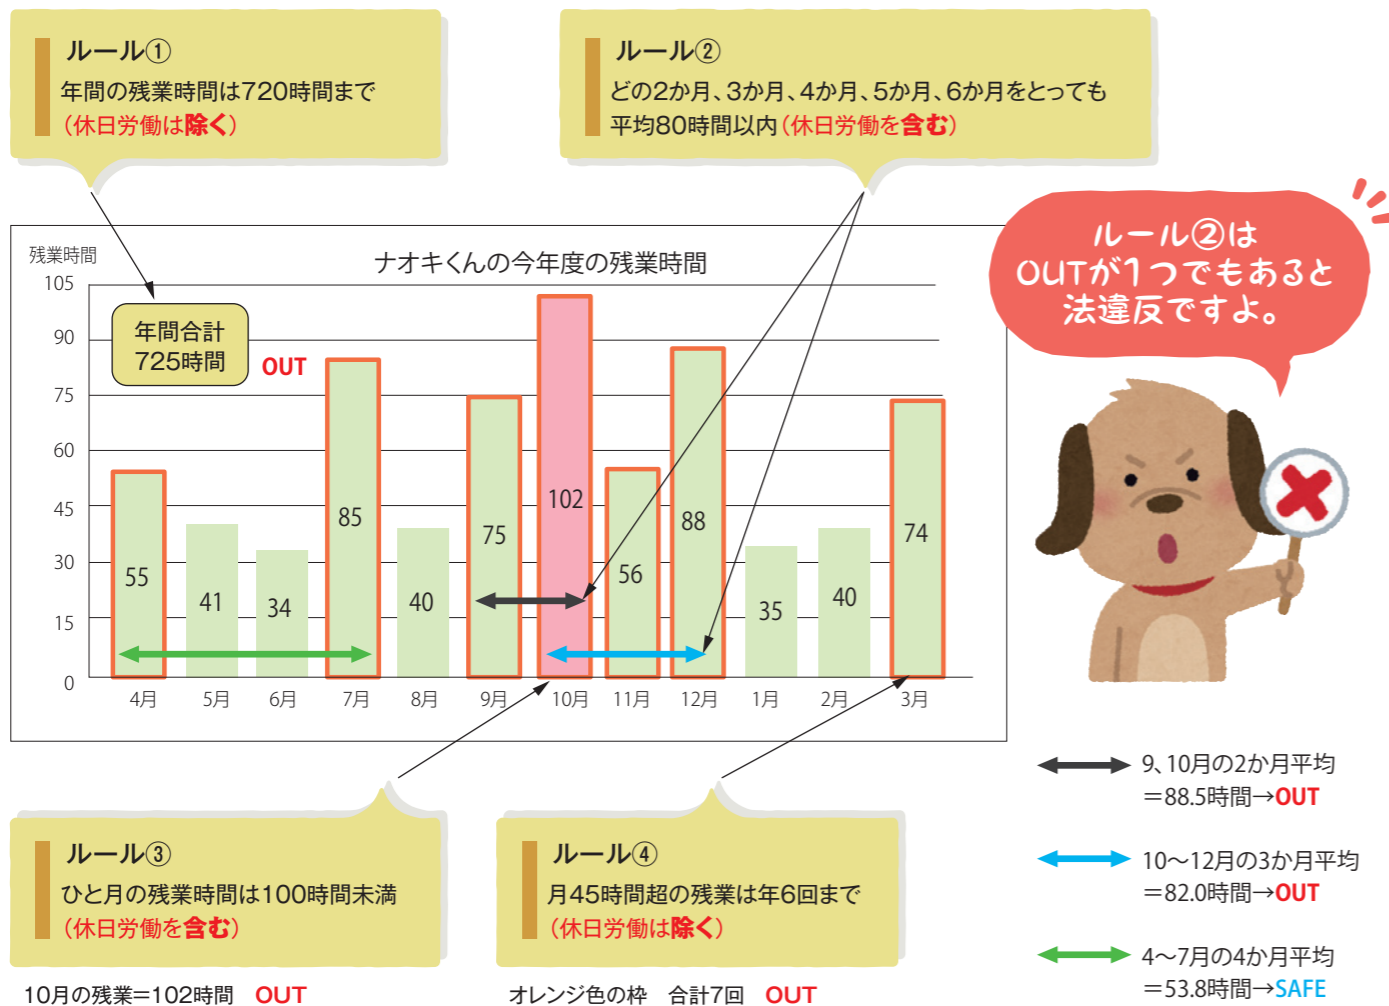 ルール①
年間の残業時間は720時間まで
（休日労働は除く）
ルール②
どの2か月、3か月、4か月、5か月、6か月をとっても
平均80時間以内（休日労働を含む）
ルール②は
OUTが1つでもあると
法違反ですよ。
残業時間
ナオキくんの今年度の残業時間
105
90
75
60
45
30
15
0
年間合計
725時間
OUT
55
41
34
85
40
75
102
56
88
35
40
74
4月
5月
6月
7月
8月
9月
10月
11月
12月
1月
2月
3月
9、10月の2か月平均
＝88.5時間→OUT
10〜12月の3か月平均
＝82.0時間→OUT
4〜7月の4か月平均
＝53.8時間→SAFE
ルール③
ひと月の残業時間は100時間未満
（休日労働を含む）
10月の残業＝102時間 OUT
ルール④
月45時間超の残業は年6回まで
（休日労働は除く）
オレンジ色の枠 合計7回 OUT